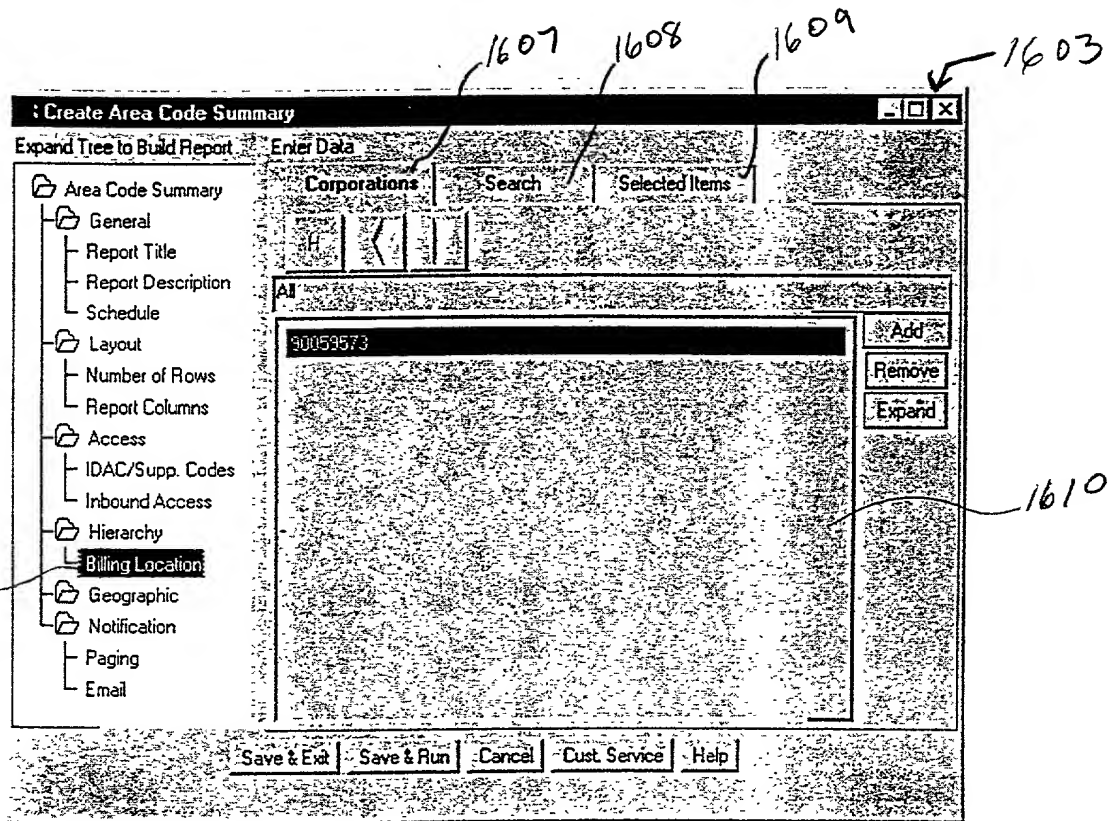 1607
1608
1609
1603
: Create Area Code Summary
Expand Tree to Build Report
Enter Data
Area Code Summary
General
Report Title
Report Description
Schedule
Layout
Number of Rows
Report Columns
Access
IDAC/Supp. Codes
Inbound Access
Hierarchy
Billing Location
Geographic
Notification
Paging
Email
Corporations
Search
Selected Items
H
All
90059573
Add
Remove
Expand
1610
Save & Exit
Save & Run
Cancel
Cust. Service
Help